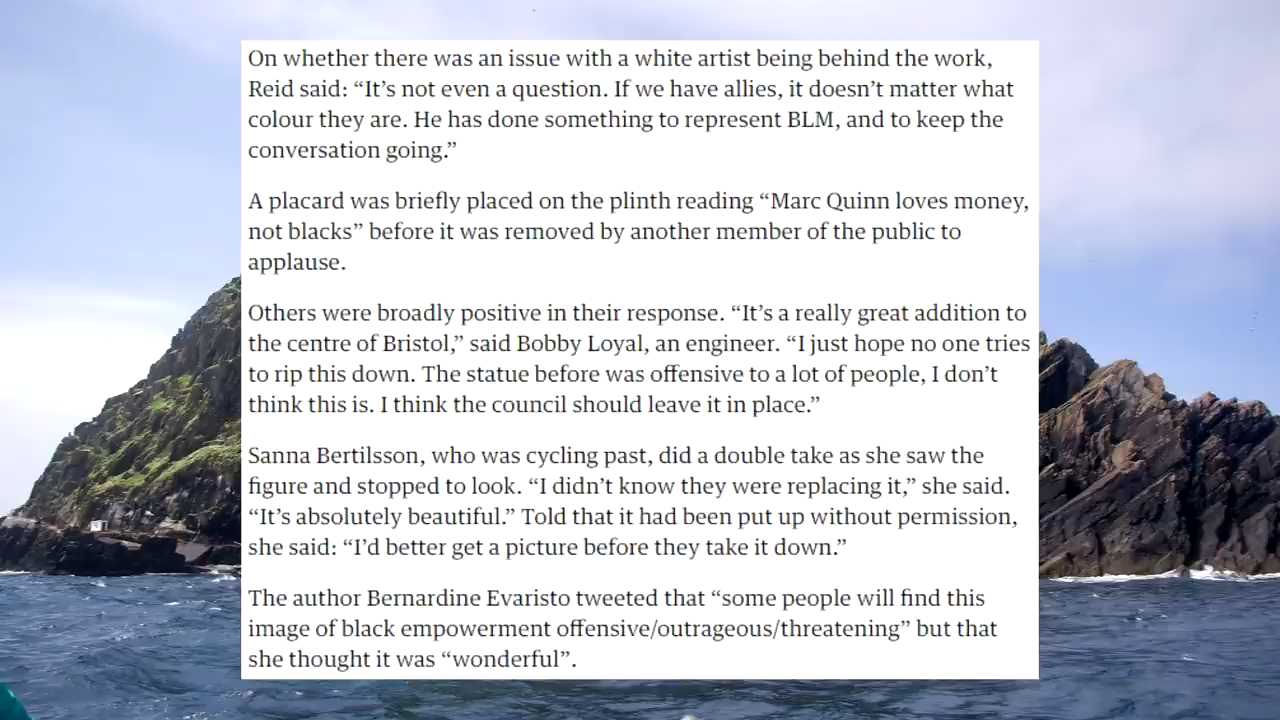 On whether there was an issue with a white artist being behind the work,
Reid said: “It’s not even a question. If we have allies, it doesn’t matter what
colour they are. He has done something to represent BLM, and to keep the
conversation going.”
A placard was briefly placed on the plinth reading “Marc Quinn loves money,
not blacks” before it was removed by another member of the public to
applause.
Others were broadly positive in their response. “It’s a really great addition to
the centre of Bristol,” said Bobby Loyal, an engineer. “I just hope no one tries
to rip this down. The statue before was offensive to a lot of people, I don’t
think this is. I think the council should leave it in place.”
Sanna Bertilsson, who was cycling past, did a double take as she saw the
figure and stopped to look. “I didn’t know they were replacing it,” she said.
“It’s absolutely beautiful.” Told that it had been put up without permission,
she said: “I’d better get a picture before they take it down.”
The author Bernardine Evaristo tweeted that “some people will find this
image of black empowerment offensive/outrageous/threatening” but that
she thought it was “wonderful”.